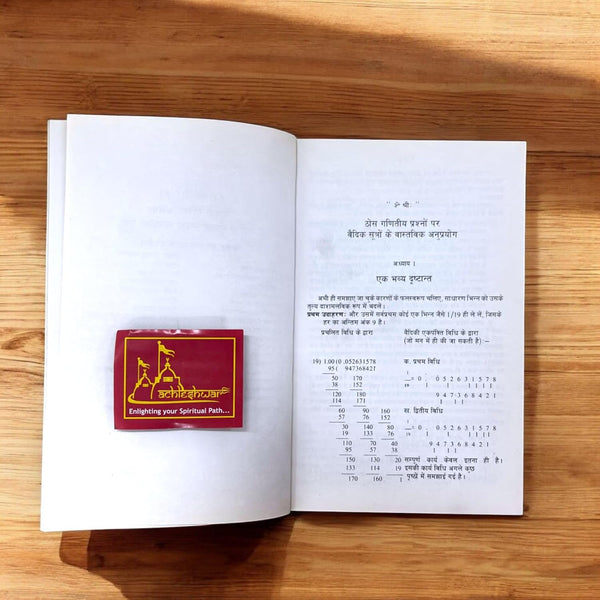 achleshwar
Enlighting your Spiritual Path...
" श्री "
ठोस गणितीय प्रश्नों पर
वैदिक सूत्रों के वास्तविक अनुप्रयोग
अध्याय 1
एक भव्य दृष्टान्त
अभी ही समझाए जा चुके कारणों के फलस्वरूप चलिए, साधारण भिन्न को उसके
तुल्य दाशमलविक रूप में बदलें।
प्रथम उदाहरण: और उसमें सर्वप्रथम कोई एक भिन्न जैसे 1/19 ही ले लें, जिसके
हर का अन्तिम अंक 9 है।
प्रचलित विधि के द्वारा
19) 1.00 (0 .052631578
95( 947368421
50 170
38 152
120 180
114 171
60 90 160
57 76 152
30 140 80
19 133 76
110 70 40
95 57 38
150 130 20
133 114 19
170 160 1
वैदिकी एकपंक्ति विधि के द्वारा
(जो मन में ही की जा सकती है) :-
क. प्रथम विधि
1/19 = 0 . 0 5 2 6 3 1 5 7 8
1 1 1 1 1 1
9 4 7 3 6 8 4 2 1
1 1 1
ख. द्वितीय विधि
1/19 = 0 . 0 5 2 6 3 1 5 7 8
1 1 1 1 1 1
9 4 7 3 6 8 4 2 1
1 1 1
सम्पूर्ण कार्य केवल इतना ही है।
इसकी कार्य विधि अगले कुछ
पृष्ठों में समझाई गई है।